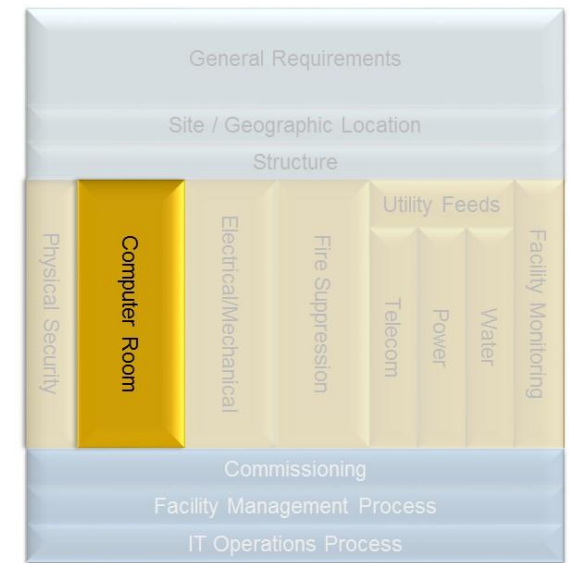 General Requirements
Site / Geographic Location
Structure
Physical Security
Computer Room
Electrical/Mechanical
Fire Suppression
Utility Feeds
Telecom
Power
Water
Facility Monitoring
Commissioning
Facility Management Process
IT Operations Process